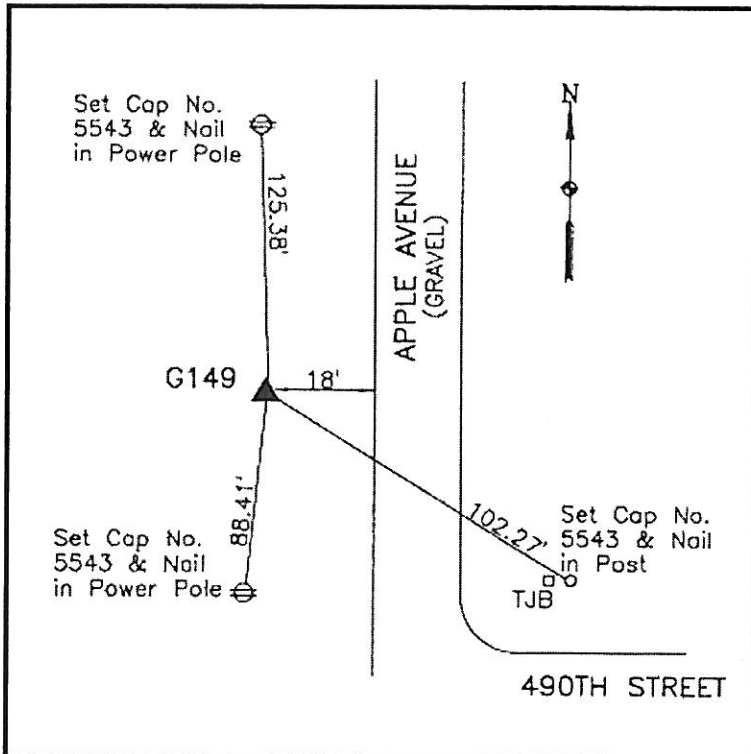 Set Cap No.
5543 & Nail
in Power Pole
N
125.38'
APPLE AVENUE
(GRAVEL)
G149
18'
88.41'
102.27'
Set Cap No.
5543 & Nail
in Post
Set Cap No.
5543 & Nail
in Power Pole
TJB
490TH STREET